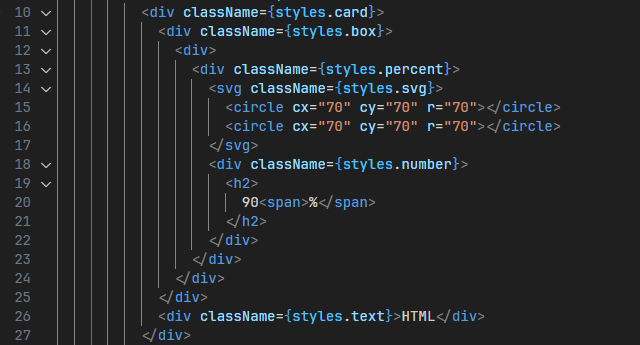 10 <div className={styles.card}>
11 <div className={styles.box}>
12 <div>
13 <div className={styles.percent}>
14 <svg className={styles.svg}>
15 <circle cx="70" cy="70" r="70"></circle>
16 <circle cx="70" cy="70" r="70"></circle>
17 </svg>
18 <div className={styles.number}>
19 <h2>
20 90<span>%</span>
21 </h2>
22 </div>
23 </div>
24 </div>
25 </div>
26 <div className={styles.text}>HTML</div>
27 </div>